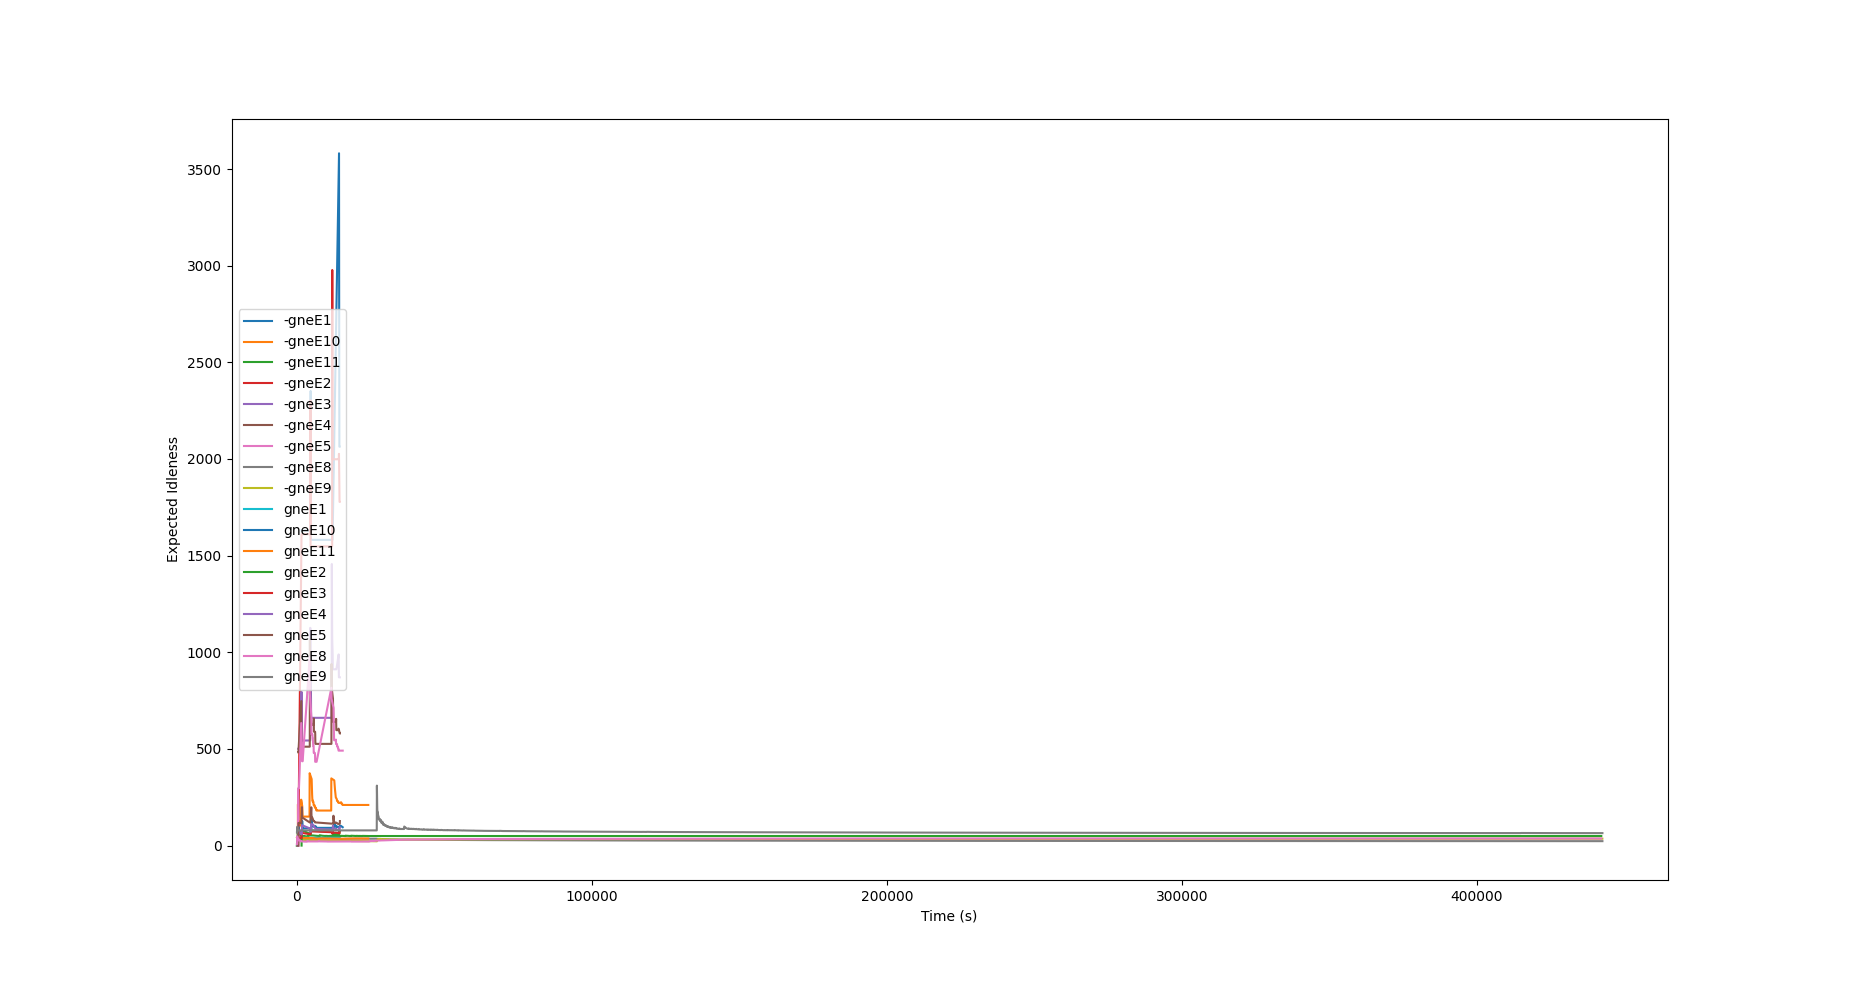 3500
3000
2500
2000
1500
1000
500
0
Expected Idleness
-gneE1
-gneE10
-gneE11
-gneE2
-gneE3
-gneE4
-gneE5
-gneE8
-gneE9
gneE1
gneE10
gneE11
gneE2
gneE3
gneE4
gneE5
gneE8
gneE9
0 100000 200000 300000 400000
Time (s)